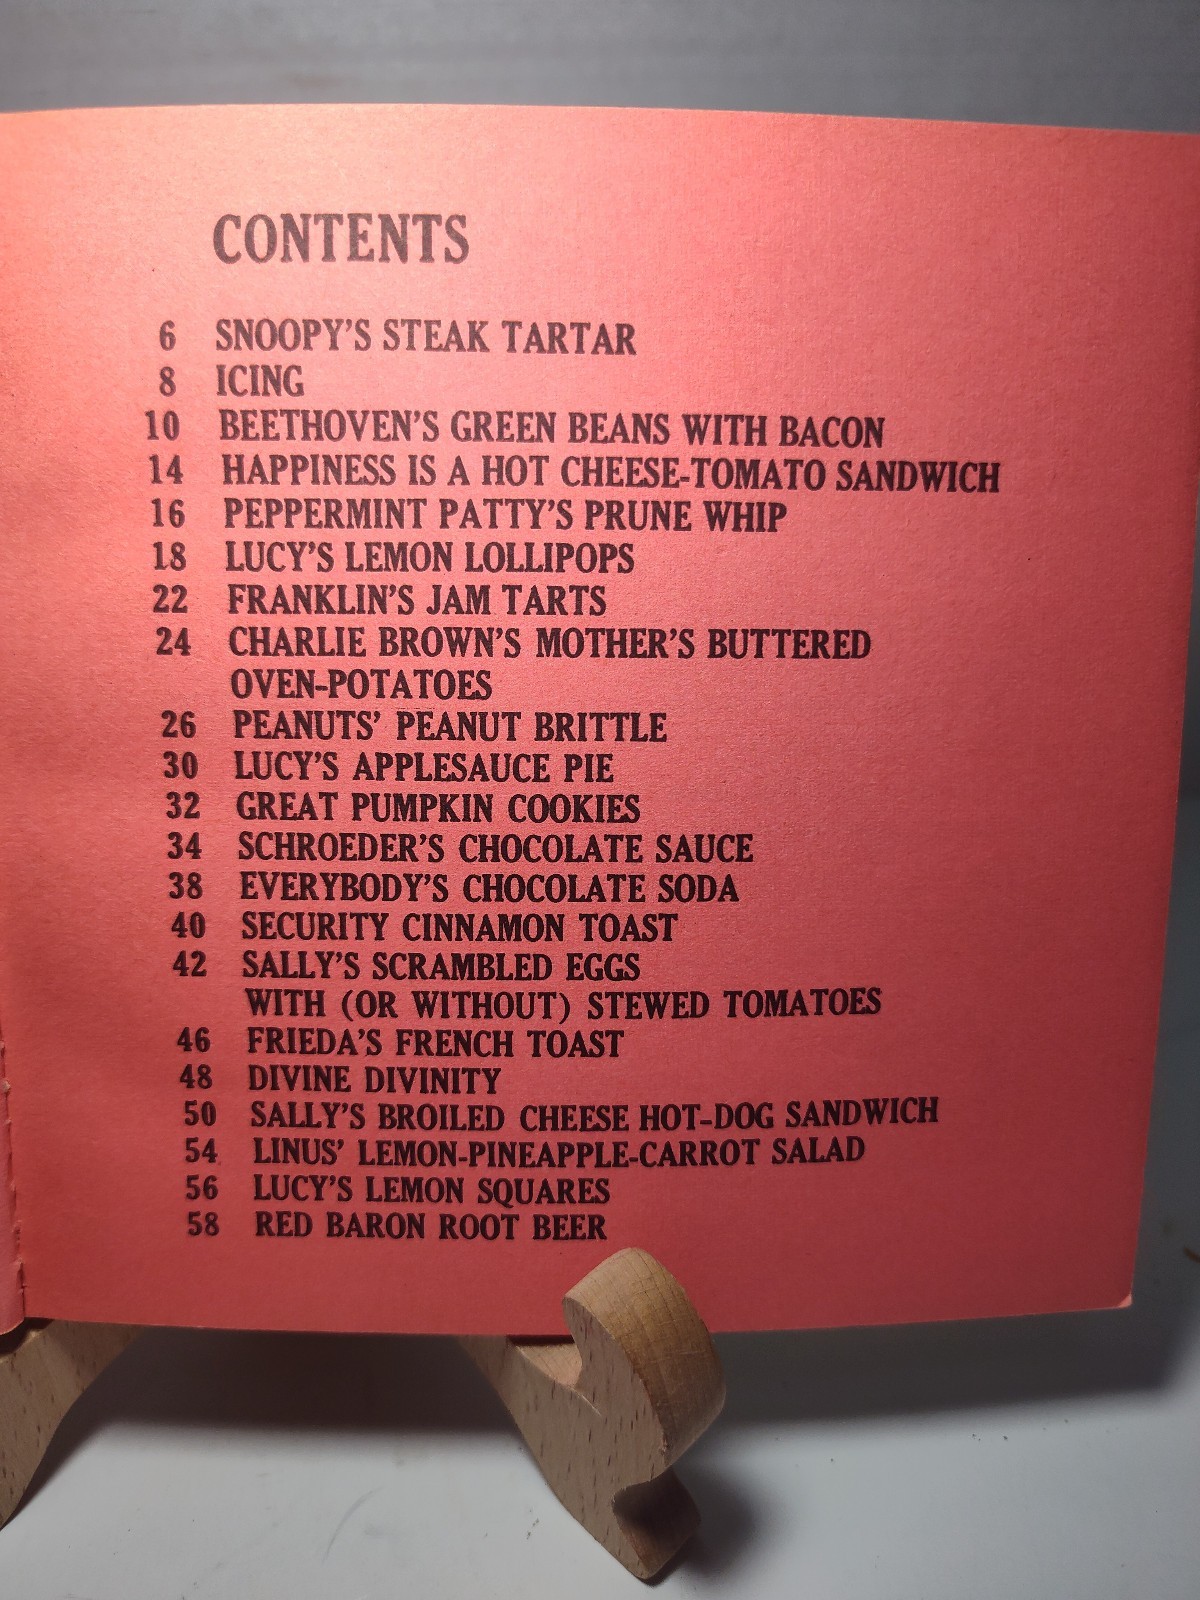 CONTENTS
6 SNOOPY'S STEAK TARTAR
8 ICING
10 BEETHOVEN'S GREEN BEANS WITH BACON
14 HAPPINESS IS A HOT CHEESE-TOMATO SANDWICH
16 PEPPERMINT PATTY'S PRUNE WHIP
18 LUCY'S LEMON LOLLIPOPS
22 FRANKLIN'S JAM TARTS
24 CHARLIE BROWN'S MOTHER'S BUTTERED
OVEN-POTATOES
26 PEANUTS' PEANUT BRITTLE
30 LUCY'S APPLESAUCE PIE
32 GREAT PUMPKIN COOKIES
34 SCHROEDER'S CHOCOLATE SAUCE
38 EVERYBODY'S CHOCOLATE SODA
40 SECURITY CINNAMON TOAST
42 SALLY'S SCRAMBLED EGGS
WITH (OR WITHOUT) STEWED TOMATOES
46 FRIEDA'S FRENCH TOAST
48 DIVINE DIVINITY
50 SALLY'S BROILED CHEESE HOT-DOG SANDWICH
54 LINUS' LEMON-PINEAPPLE-CARROT SALAD
56 LUCY'S LEMON SQUARES
58 RED BARON ROOT BEER